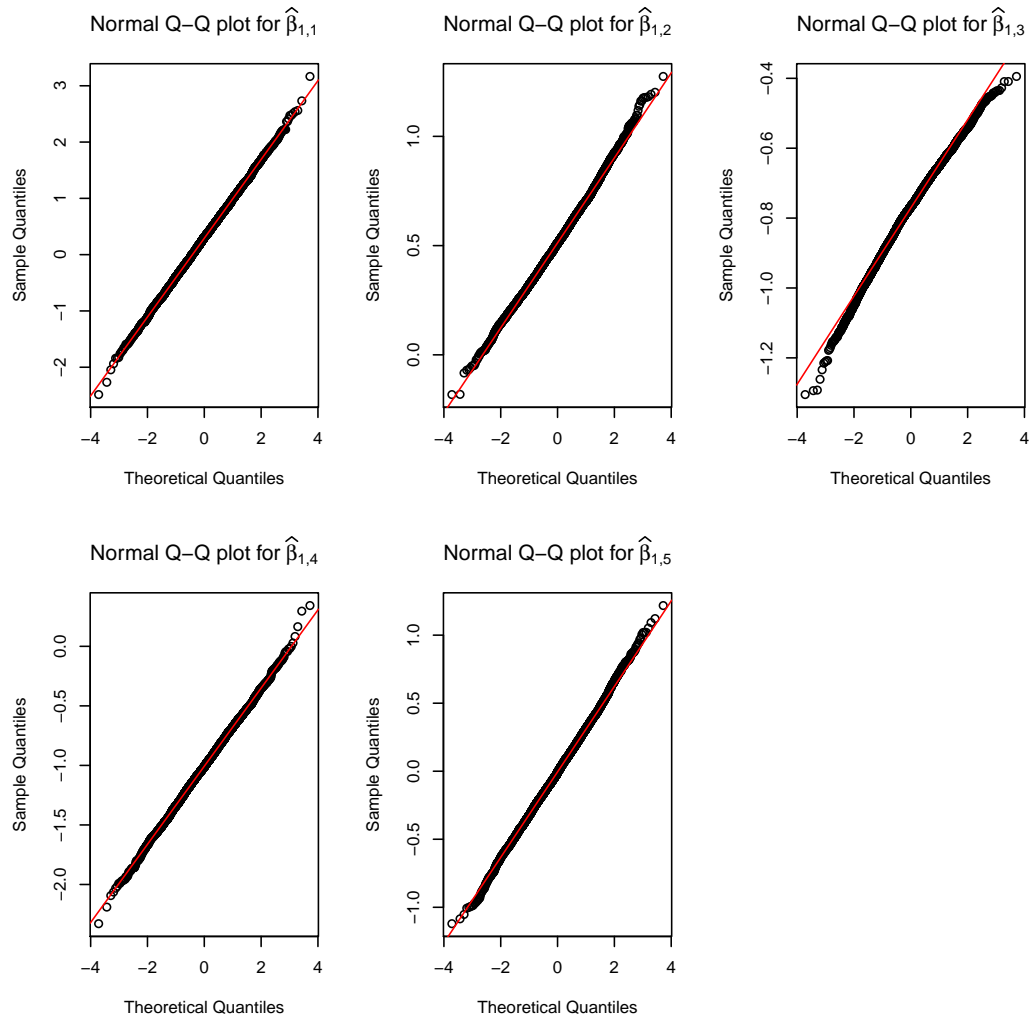 Normal Q−Q plot for β̂1,1
Sample Quantiles
3
2
1
0
−1
−2
−4 −2 0 2 4
Theoretical Quantiles
Normal Q−Q plot for β̂1,2
Sample Quantiles
1.0
0.5
0.0
−4 −2 0 2 4
Theoretical Quantiles
Normal Q−Q plot for β̂1,3
Sample Quantiles
−0.4
−0.6
−0.8
−1.0
−1.2
−4 −2 0 2 4
Theoretical Quantiles
Normal Q−Q plot for β̂1,4
Sample Quantiles
0.0
−0.5
−1.0
−1.5
−2.0
−4 −2 0 2 4
Theoretical Quantiles
Normal Q−Q plot for β̂1,5
Sample Quantiles
1.0
0.5
0.0
−0.5
−1.0
−4 −2 0 2 4
Theoretical Quantiles